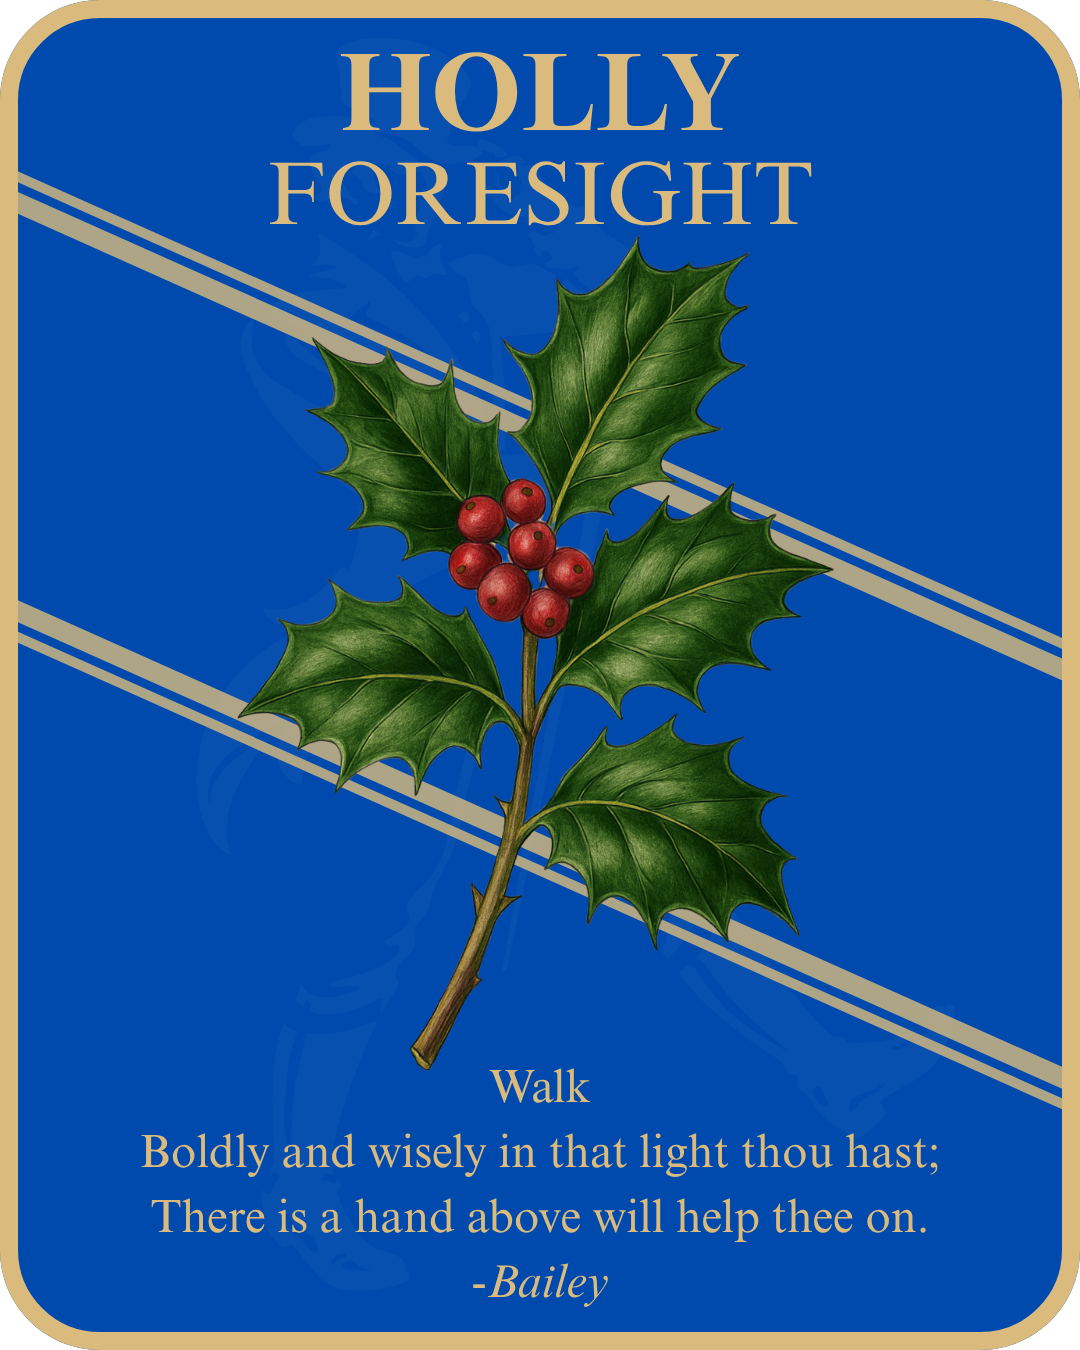 HOLLY
FORESIGHT
Walk
Boldly and wisely in that light thou hast;
There is a hand above will help thee on.
-Bailey